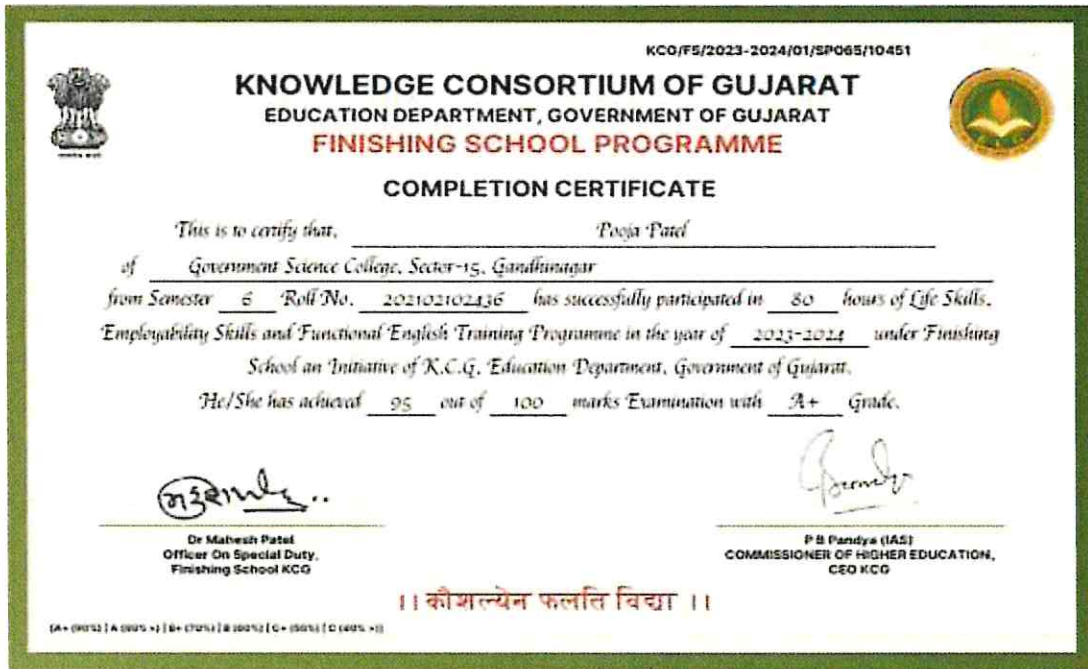 KCG/FS/2023-2024/01/SP065/10451
KNOWLEDGE CONSORTIUM OF GUJARAT
EDUCATION DEPARTMENT, GOVERNMENT OF GUJARAT
FINISHING SCHOOL PROGRAMME
COMPLETION CERTIFICATE
This is to certify that, Pooja Patel
of Government Science College, Sector-15, Gandhinagar
from Semester 6 Roll No. 202102102436 has successfully participated in 80 hours of Life Skills,
Employability Skills and Functional English Training Programme in the year of 2023-2024 under Finishing
School an Initiative of K.C.G, Education Department, Government of Gujarat.
He/She has achieved 95 out of 100 marks Examination with A+ Grade.
Dr Mahesh Patel
Officer On Special Duty,
Finishing School KCG
P B Pandya (IAS)
COMMISSIONER OF HIGHER EDUCATION,
CEO KCG
।। कौशल्येन फलति विद्या ।।